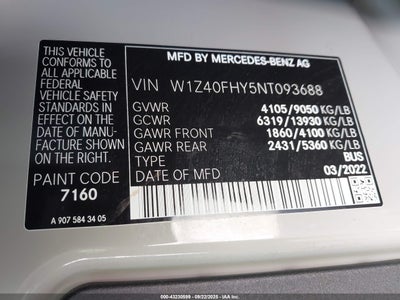 THIS VEHICLE
CONFORMS TO
ALL APPLICABLE
FEDERAL
VEHICLE SAFETY
STANDARDS
IN EFFECT ON
THE DATE OF
MANU-
FACTURE SHOWN
ON THE RIGHT.
PAINT CODE
7160
A 907 584 34 05
MFD BY MERCEDES-BENZ AG
VIN W1Z40FHY5NT093688
GVWR 4105/9050 KG/LB
GCWR 6319/13930 KG/LB
GAWR FRONT 1860/4100 KG/LB
GAWR REAR 2431/5360 KG/LB
TYPE BUS
DATE OF MFD 03/2022
000-43230599 - 09/22/2025 - IAA Inc.